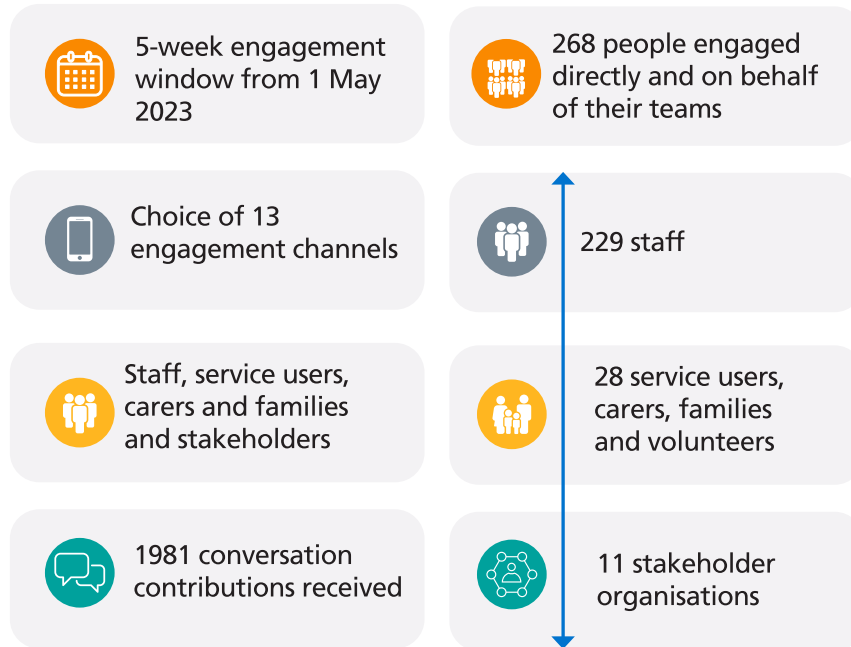 5-week engagement
window from 1 May
2023
268 people engaged
directly and on behalf
of their teams
Choice of 13
engagement channels
229 staff
Staff, service users,
carers and families
and stakeholders
28 service users,
carers, families
and volunteers
1981 conversation
contributions received
11 stakeholder
organisations